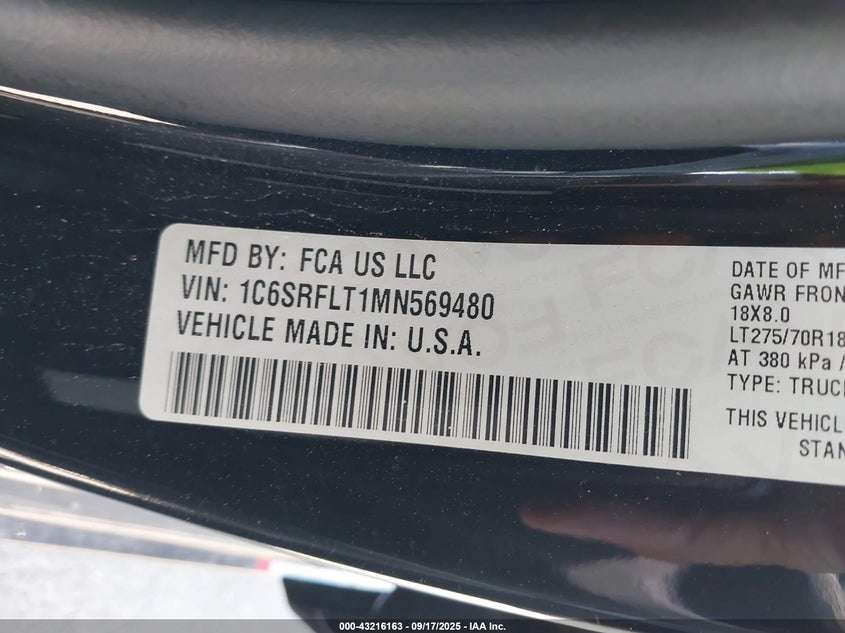 MFD BY: FCA US LLC
VIN: 1C6SRFLT1MN569480
VEHICLE MADE IN: U.S.A.
DATE OF MF
GAWR FRON
18X8.0
LT275/70R18
AT 380 kPa /
TYPE: TRUCK
THIS VEHICL
STAN
000-43216163 - 09/17/2025 - IAA Inc.